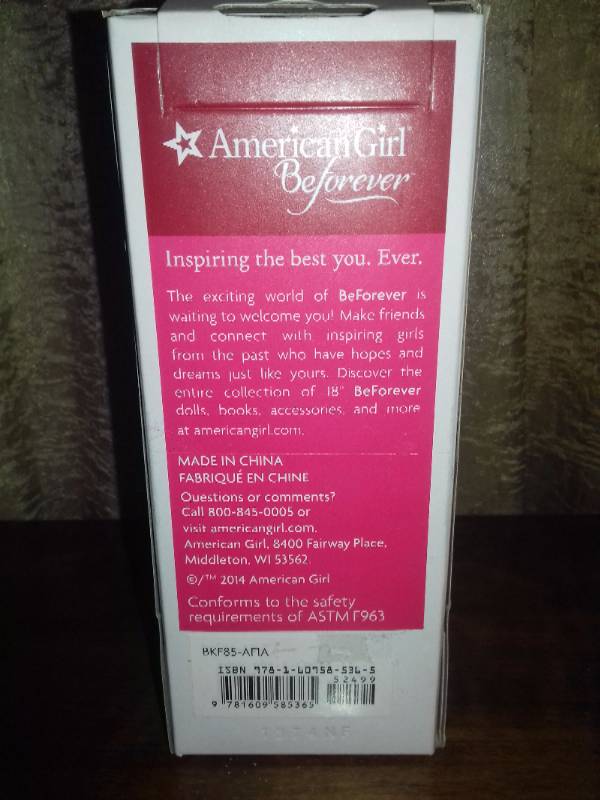 American Girl
BeForever
Inspiring the best you. Ever.
The exciting world of BeForever is
waiting to welcome you! Make friends
and connect with inspiring girls
from the past who have hopes and
dreams just like yours. Discover the
entire collection of 18" BeForever
dolls, books, accessories, and more
at americangirl.com.
MADE IN CHINA
FABRIQUÉ EN CHINE
Questions or comments?
Call 800-845-0005 or
visit americangirl.com.
American Girl, 8400 Fairway Place,
Middleton, WI 53562
©/™ 2014 American Girl
Conforms to the safety
requirements of ASTM F963
BKF85-
ISBN 978-1-60958-536-5
52499
9 781609 585365